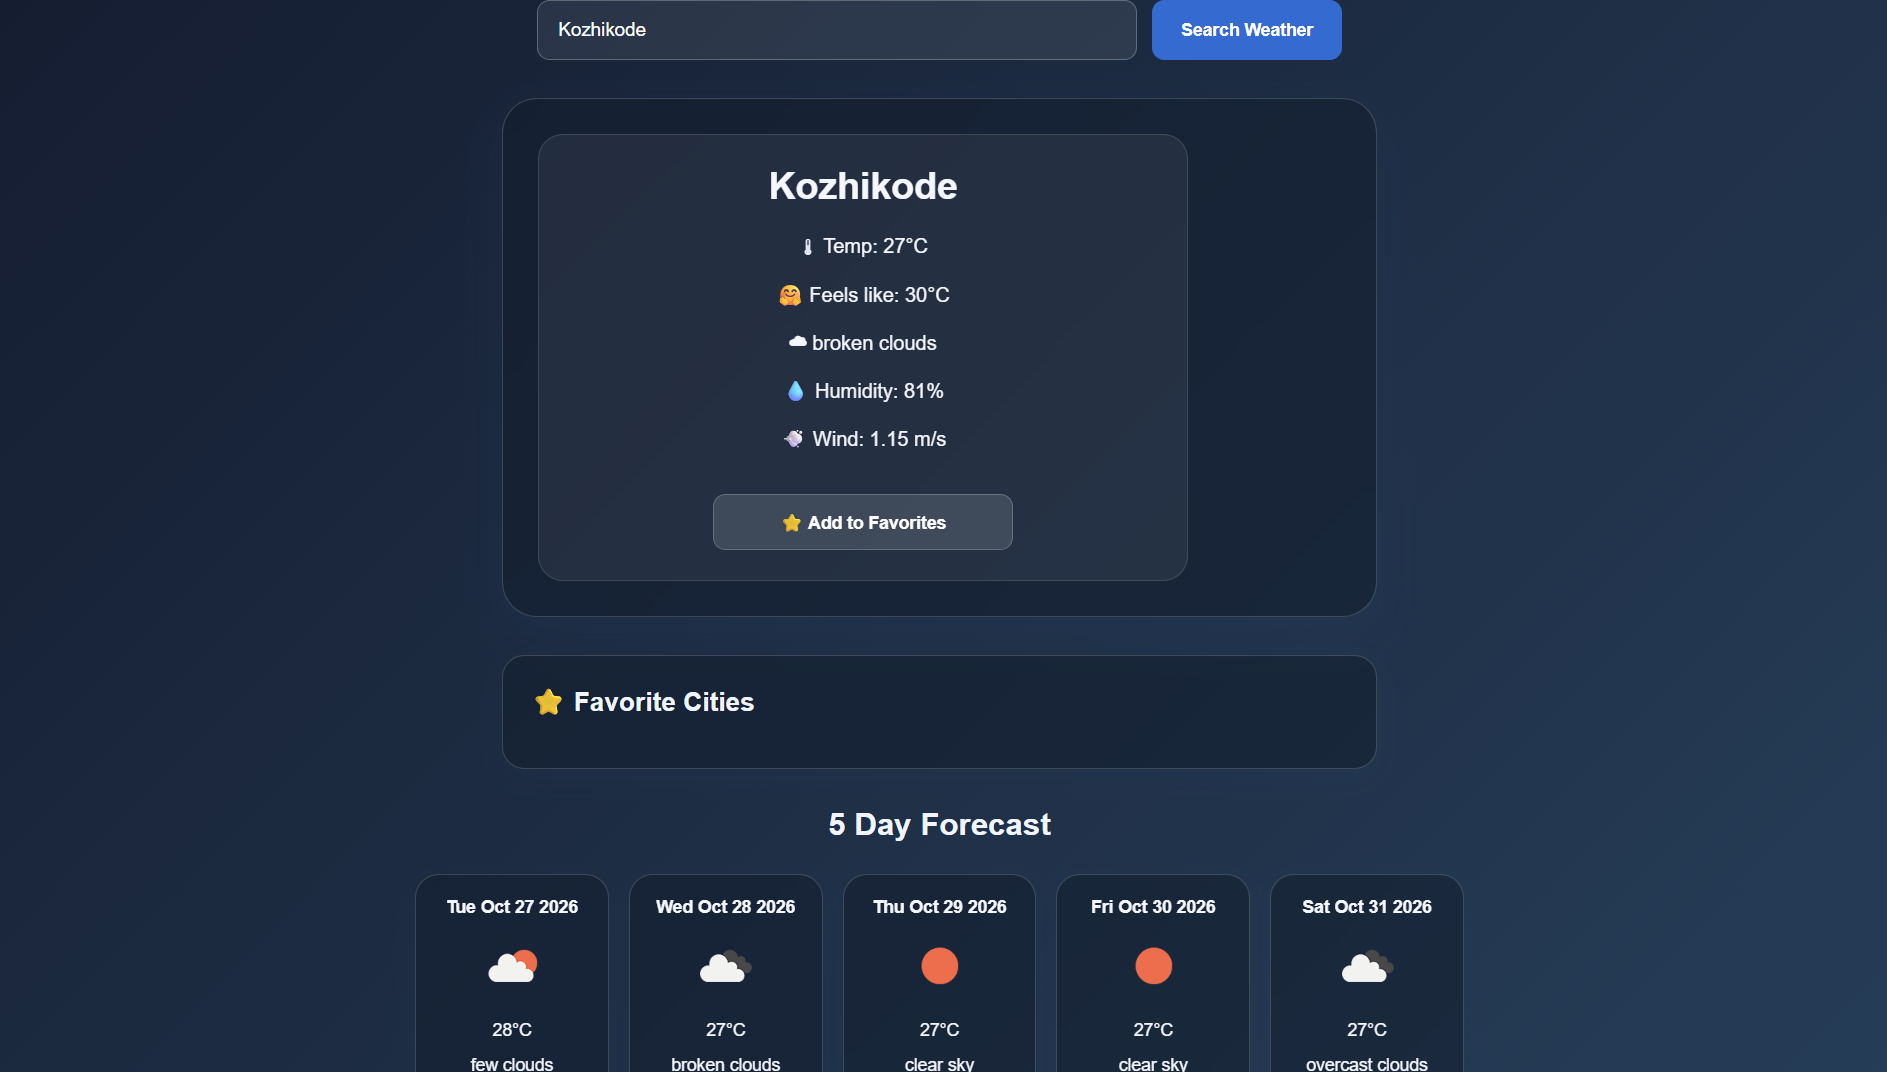 Kozhikode
Search Weather
Kozhikode
🌡 Temp: 27°C
🤗 Feels like: 30°C
☁ broken clouds
💧 Humidity: 81%
💨 Wind: 1.15 m/s
⭐ Add to Favorites
⭐ Favorite Cities
5 Day Forecast
Tue Oct 27 2026
28°C
few clouds
Wed Oct 28 2026
27°C
broken clouds
Thu Oct 29 2026
27°C
clear sky
Fri Oct 30 2026
27°C
clear sky
Sat Oct 31 2026
27°C
overcast clouds